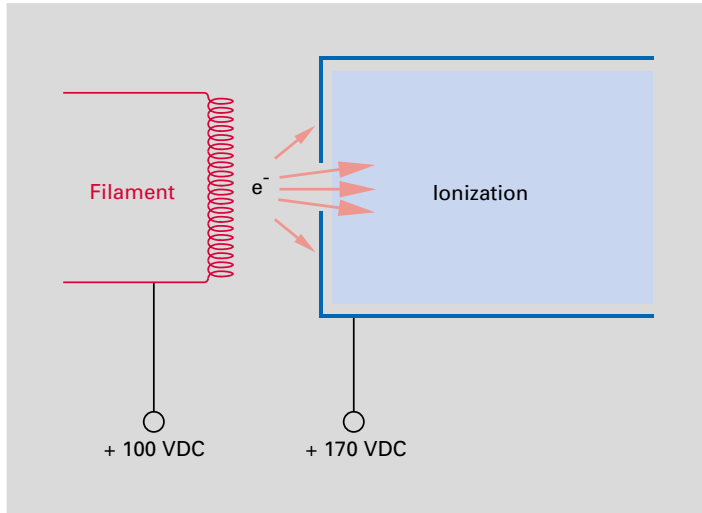 Filament
e-
Ionization
+ 100 VDC
+ 170 VDC